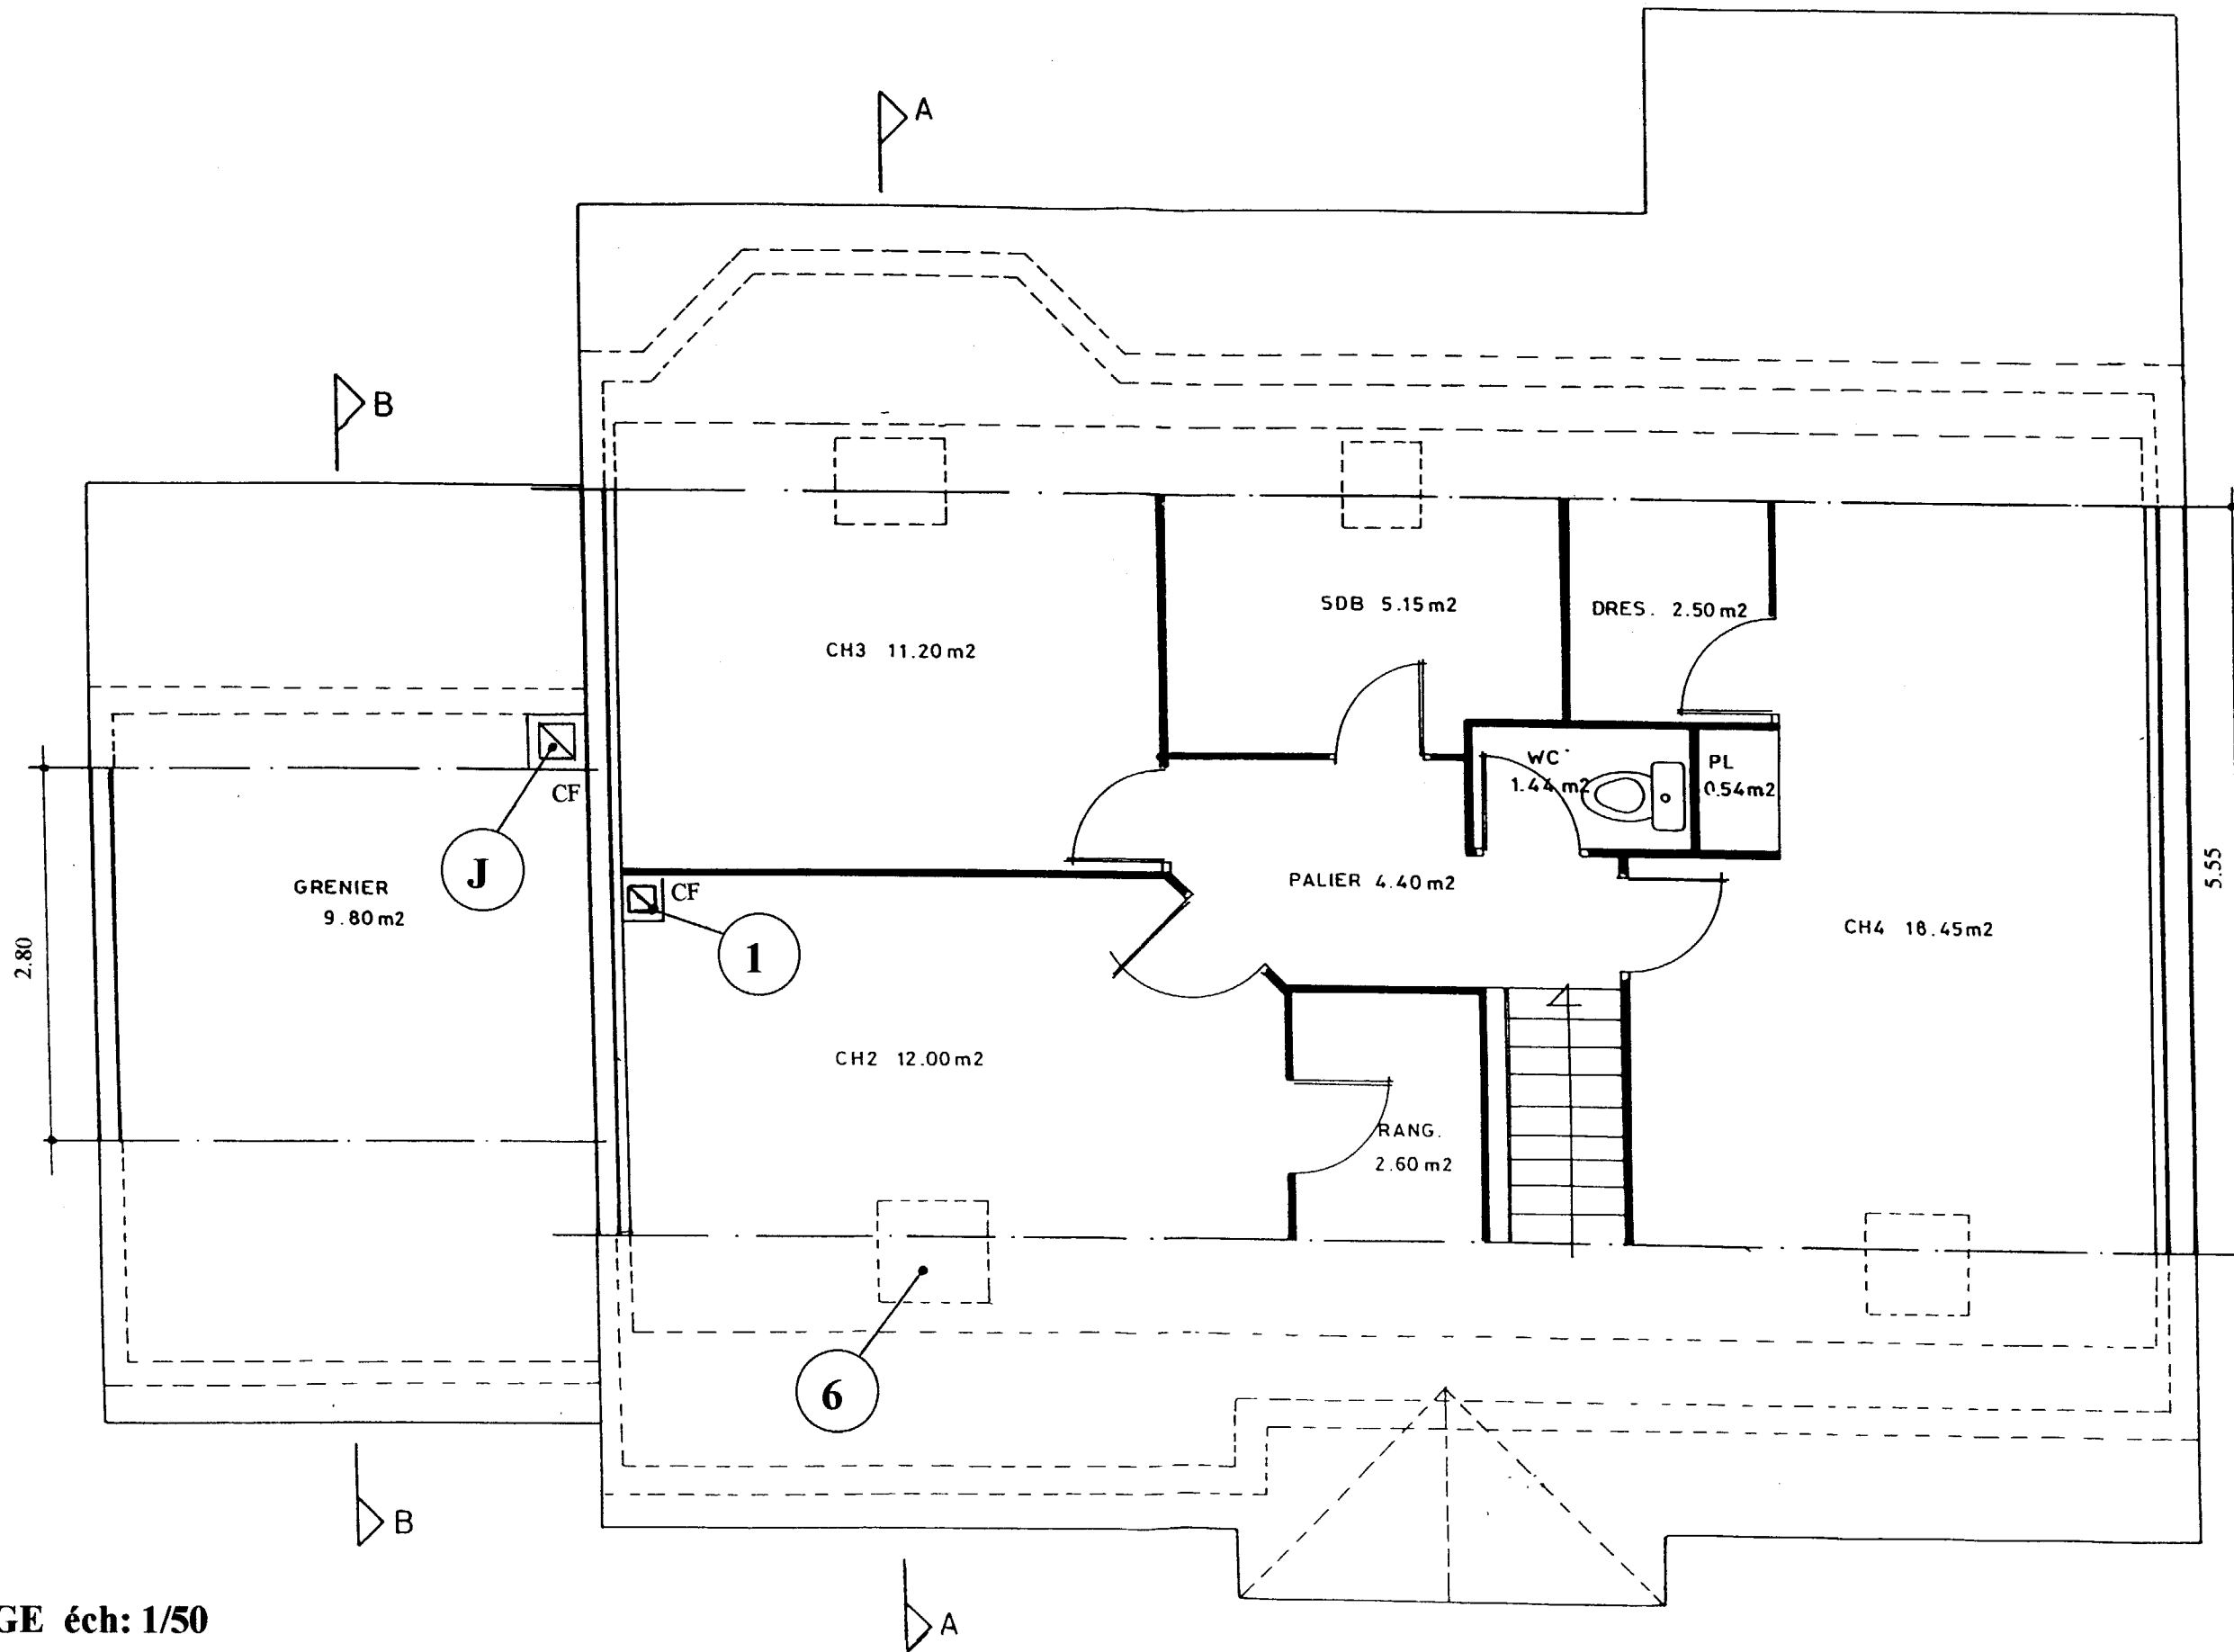 A
B
SDB 5.15 m2
DRES. 2.50 m2
CH3 11.20 m2
WC
1.44 m2
PL
0.54 m2
CF
J
GRENIER
9.80 m2
CF
PALIER 4.40 m2
5.55
1
CH4 18.45 m2
2.80
CH2 12.00 m2
RANG.
2.60 m2
6
B
A
GE éch: 1/50